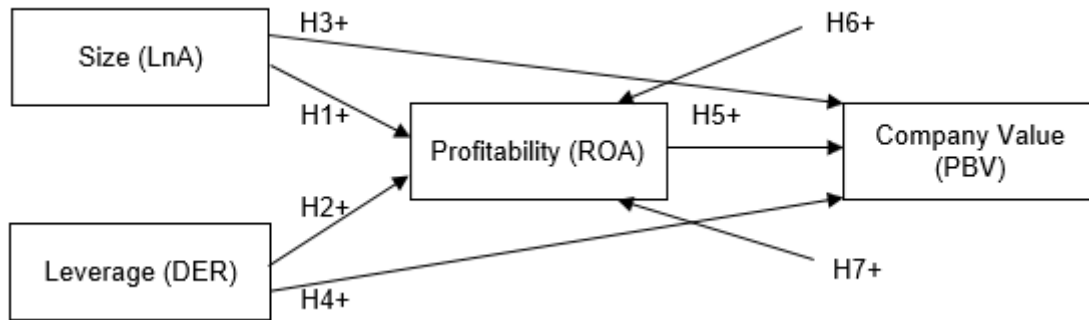 H3+
H6+
Size (LnA)
H1+
Profitability (ROA)
H5+
Company Value
(PBV)
H2+
Leverage (DER)
H4+
H7+